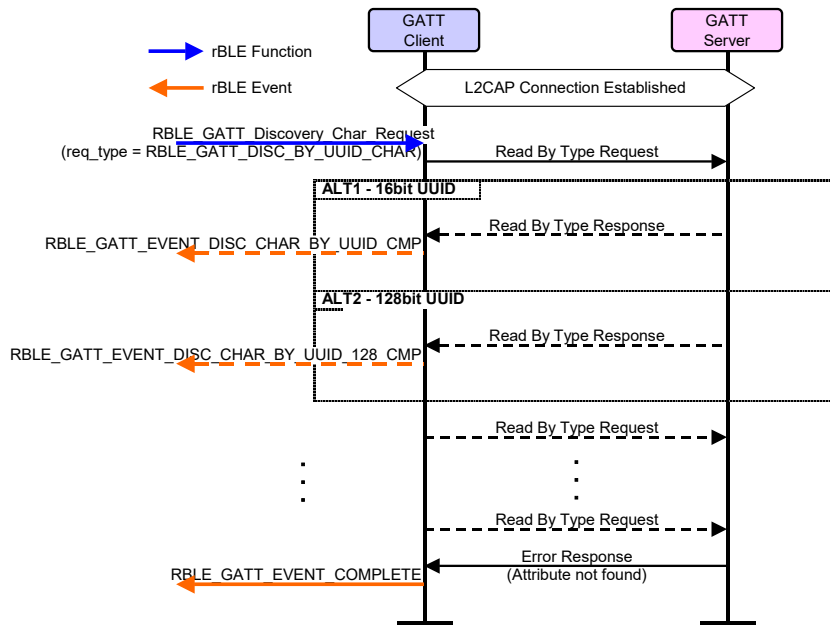 GATT
Client
GATT
Server
rBLE Function
rBLE Event
L2CAP Connection Established
RBLE_GATT_Discovery_Char_Request
(req_type = RBLE_GATT_DISC_BY_UUID_CHAR)
Read By Type Request
ALT1 - 16bit UUID
Read By Type Response
RBLE_GATT_EVENT_DISC_CHAR_BY_UUID_CMP
ALT2 - 128bit UUID
Read By Type Response
RBLE_GATT_EVENT_DISC_CHAR_BY_UUID_128_CMP
Read By Type Request
Read By Type Request
Error Response
(Attribute not found)
RBLE_GATT_EVENT_COMPLETE